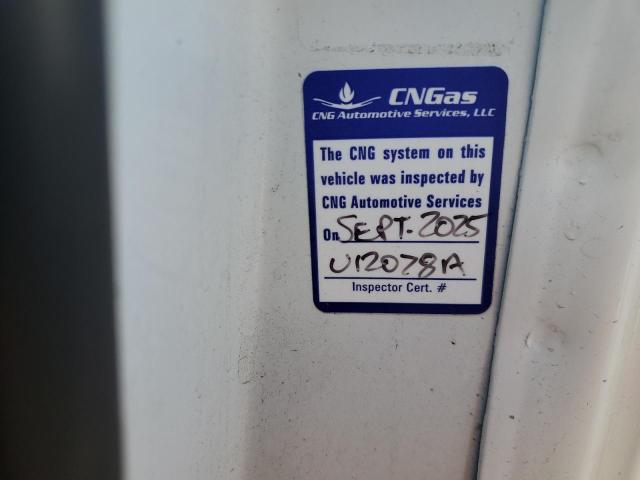 CNGas
CNG Automotive Services, LLC
The CNG system on this
vehicle was inspected by
CNG Automotive Services
On SEPT. 2025
U12078A
Inspector Cert. #